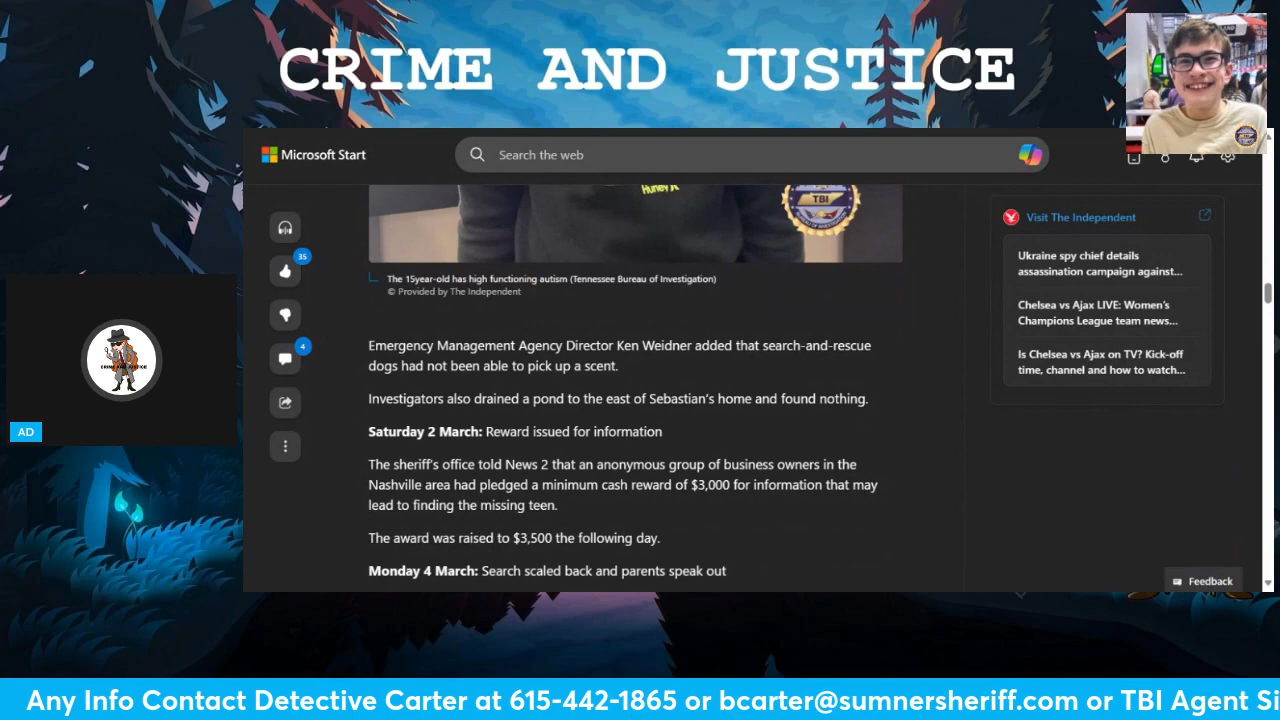 CRIME AND JUSTICE
Microsoft Start
Search the web
Hurley
TBI
35
The 15year-old has high functioning autism (Tennessee Bureau of Investigation)
© Provided by The Independent
4
Emergency Management Agency Director Ken Weidner added that search-and-rescue
dogs had not been able to pick up a scent.
Investigators also drained a pond to the east of Sebastian's home and found nothing.
Saturday 2 March: Reward issued for information
The sheriff's office told News 2 that an anonymous group of business owners in the
Nashville area had pledged a minimum cash reward of $3,000 for information that may
lead to finding the missing teen.
The award was raised to $3,500 the following day.
Monday 4 March: Search scaled back and parents speak out
Visit The Independent
Ukraine spy chief details
assassination campaign against...
Chelsea vs Ajax LIVE: Women's
Champions League team news...
Is Chelsea vs Ajax on TV? Kick-off
time, channel and how to watch...
Feedback
CRIME AND JUSTICE
AD
Any Info Contact Detective Carter at 615-442-1865 or bcarter@sumnersheriff.com or TBI Agent Si